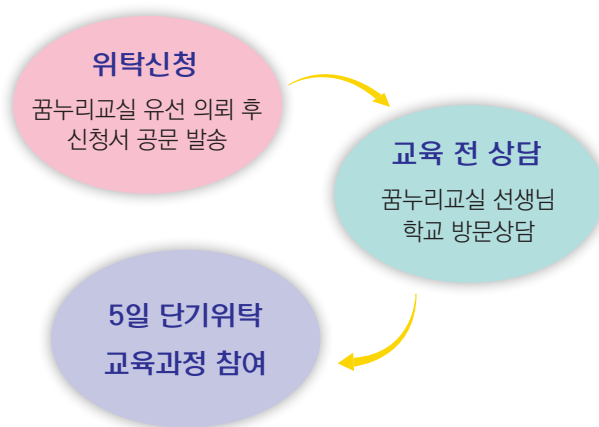 위탁신청
꿈누리교실 유선 의뢰 후
신청서 공문 발송
교육 전 상담
꿈누리교실 선생님
학교 방문상담
5일 단기위탁
교육과정 참여